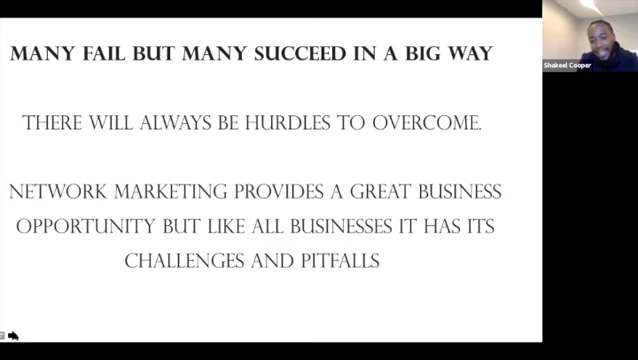 MANY FAIL BUT MANY SUCCEED IN A BIG WAY
THERE WILL ALWAYS BE HURDLES TO OVERCOME.
NETWORK MARKETING PROVIDES A GREAT BUSINESS
OPPORTUNITY BUT LIKE ALL BUSINESSES IT HAS ITS
CHALLENGES AND PITFALLS
Shakeel Cooper